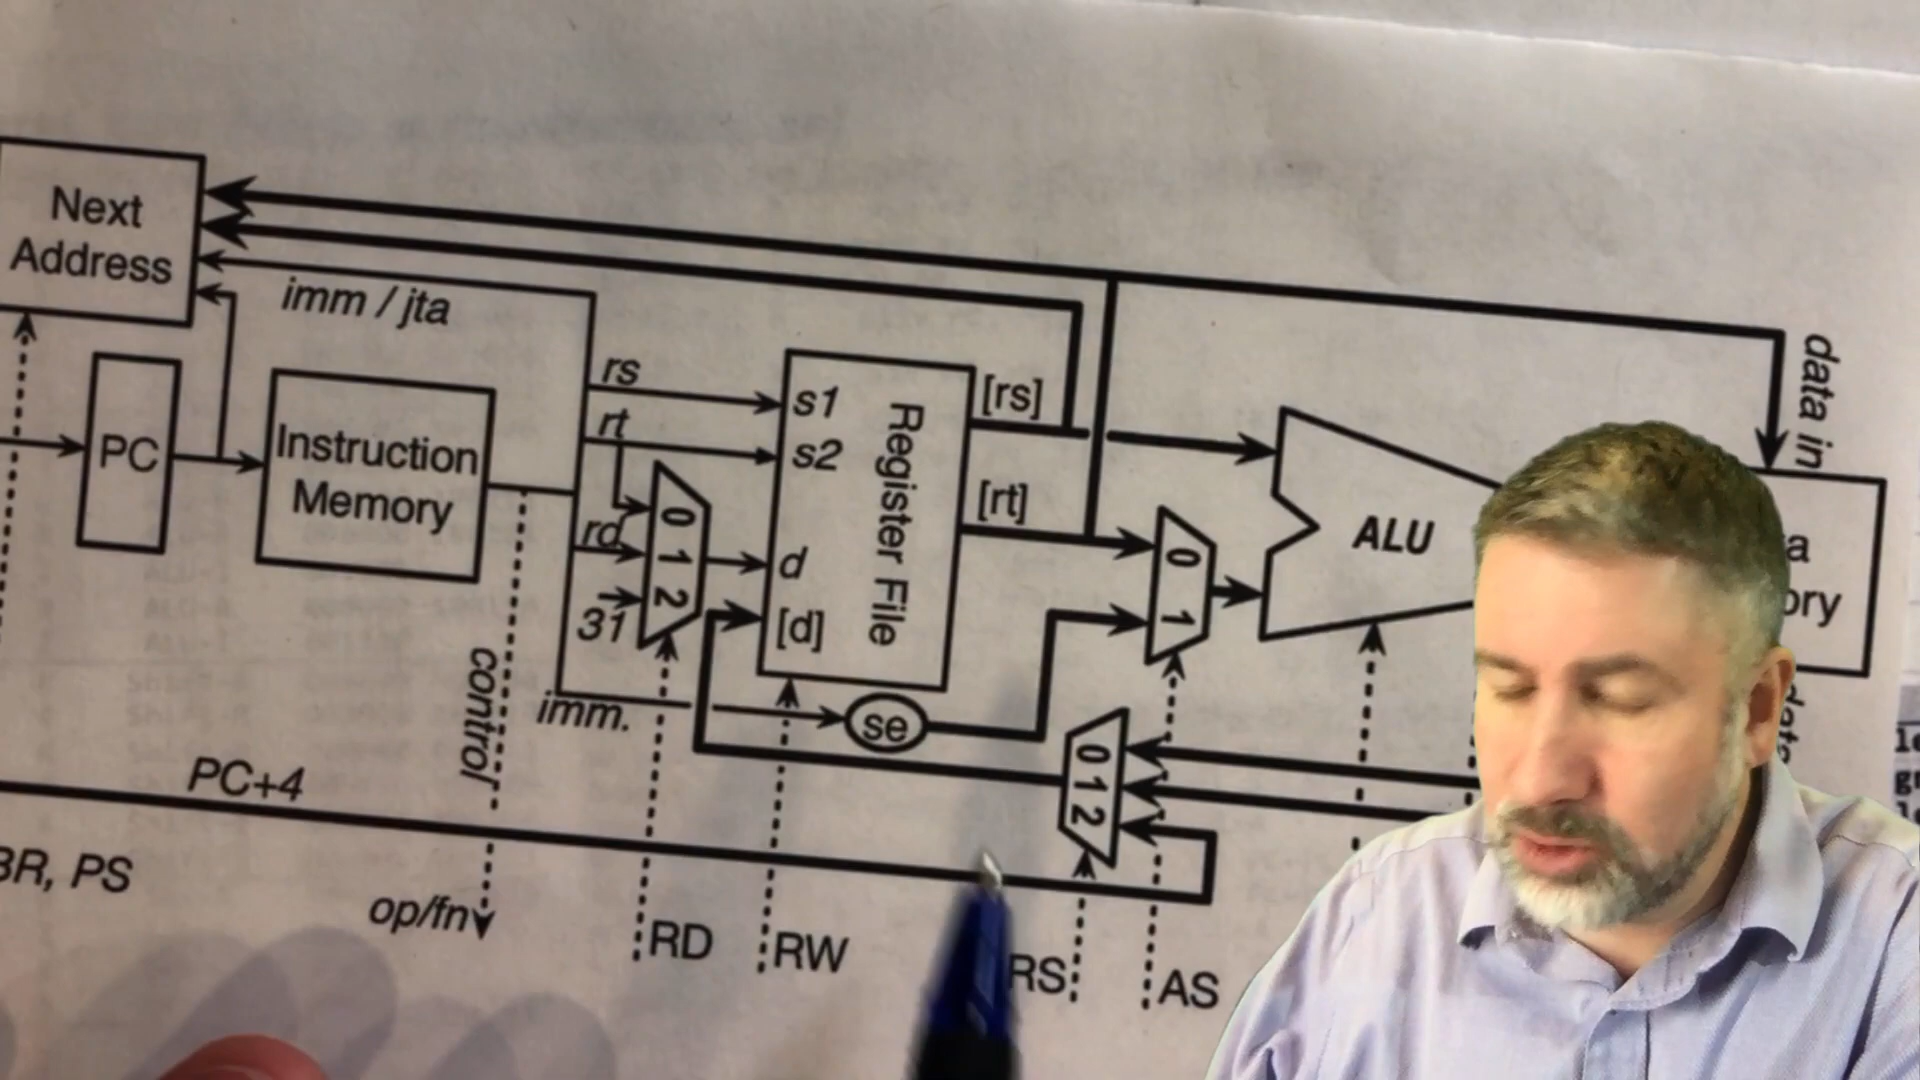 Next
Address
imm / jta
data in
rs
[rs]
rt
s1
PC
Instruction
Memory
s2
Register File
[rt]
ALU
0
0
rd
1
d
1
2
31
[d]
control
imm.
se
0
1
2
PC+4
BR, PS
op/fn
RD
RW
RS
AS